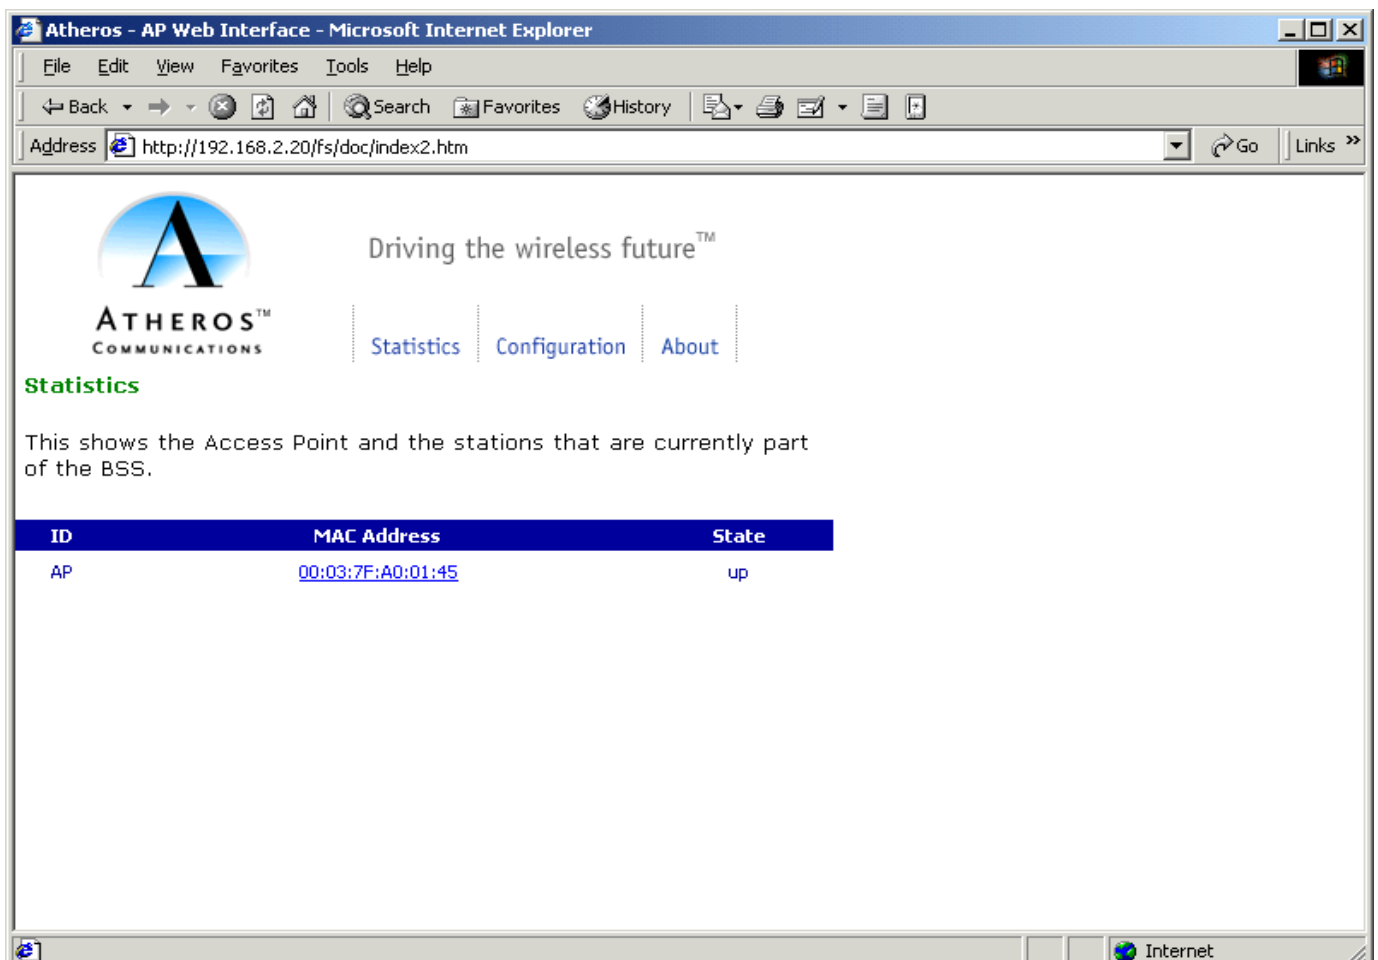 Atheros - AP Web Interface - Microsoft Internet Explorer
File Edit View Favorites Tools Help
Back Search Favorites History
Address http://192.168.2.20/fs/doc/index2.htm Go Links »
Driving the wireless future™
ATHEROS™
COMMUNICATIONS
Statistics Configuration About
Statistics
This shows the Access Point and the stations that are currently part
of the BSS.
ID MAC Address State
AP 00:03:7F:A0:01:45 up
Internet